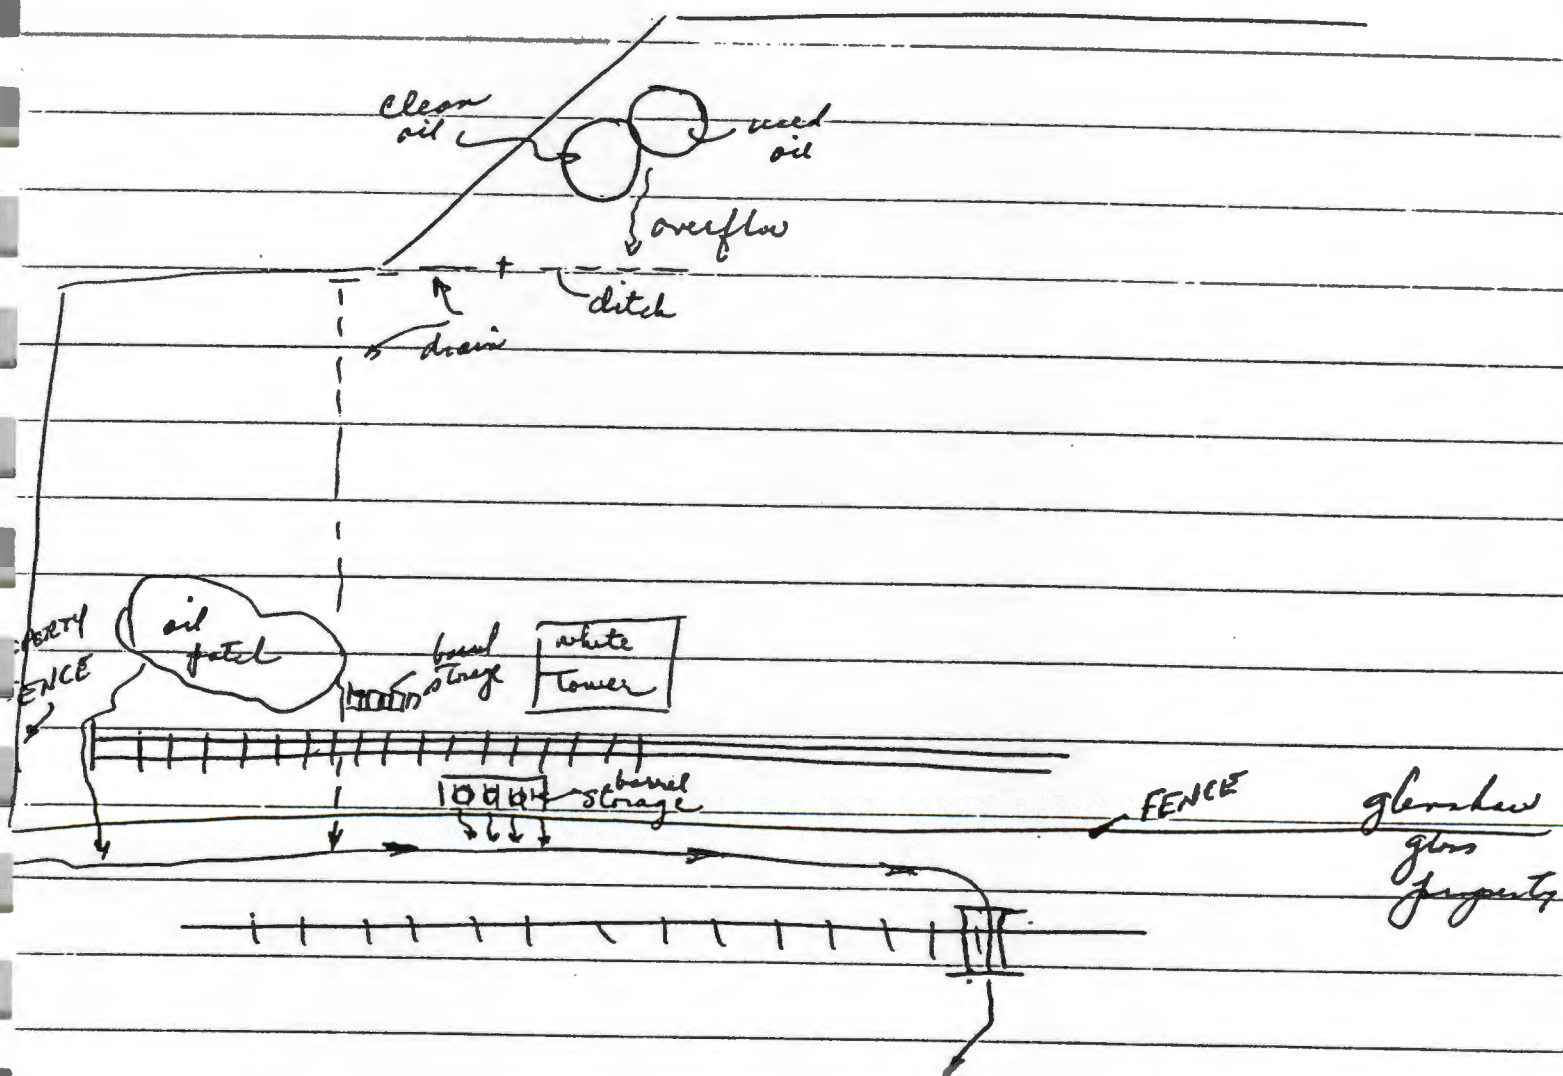 clean
oil
used
oil
overflow
ditch
drain
oil
patch
barrel
storage
white
Tower
PERTY
ENCE
barrel
storage
FENCE
glenshaw
glass
property